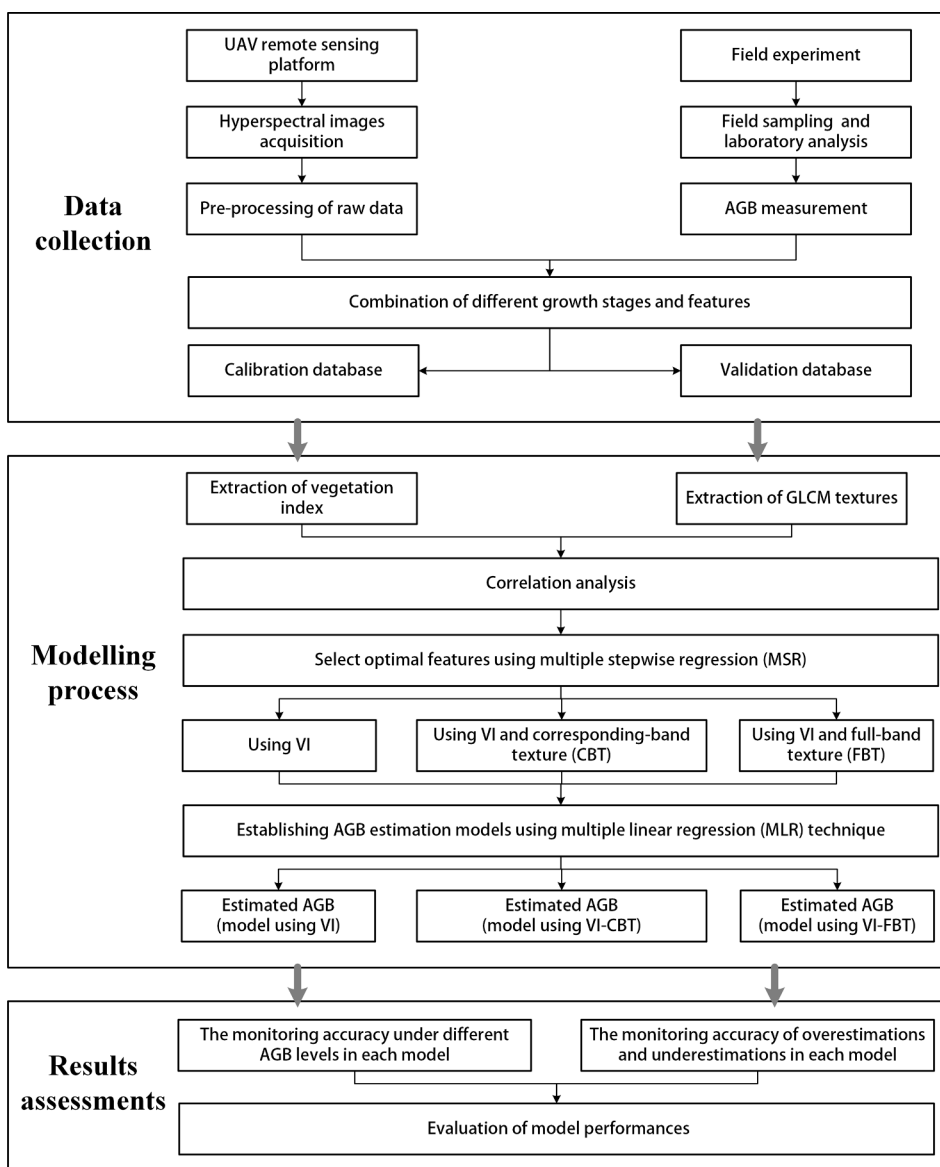 UAV remote sensing
platform
Field experiment
Hyperspectral images
acquisition
Field sampling and
laboratory analysis
Data
collection
Pre-processing of raw data
AGB measurement
Combination of different growth stages and features
Calibration database
Validation database
Extraction of vegetation
index
Extraction of GLCM textures
Correlation analysis
Modelling
process
Select optimal features using multiple stepwise regression (MSR)
Using VI
Using VI and corresponding-band
texture (CBT)
Using VI and full-band
texture (FBT)
Establishing AGB estimation models using multiple linear regression (MLR) technique
Estimated AGB
(model using VI)
Estimated AGB
(model using VI-CBT)
Estimated AGB
(model using VI-FBT)
Results
assessments
The monitoring accuracy under different
AGB levels in each model
The monitoring accuracy of overestimations
and underestimations in each model
Evaluation of model performances